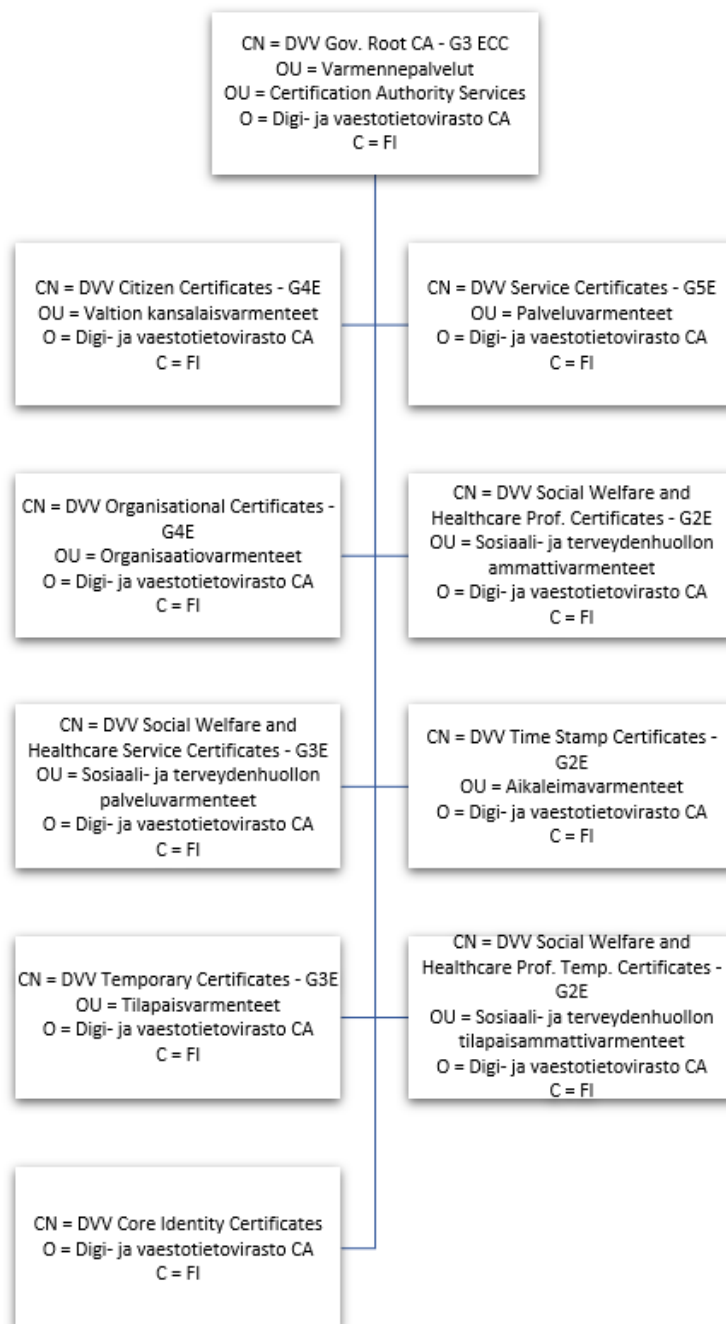 CN = DVV Gov. Root CA - G3 ECC
OU = Varmennepalvelut
OU = Certification Authority Services
O = Digi- ja vaestotietovirasto CA
C = FI
CN = DVV Citizen Certificates - G4E
OU = Valtion kansalaisvarmenteet
O = Digi- ja vaestotietovirasto CA
C = FI
CN = DVV Service Certificates - G5E
OU = Palveluvarmenteet
O = Digi- ja vaestotietovirasto CA
C = FI
CN = DVV Organisational Certificates -
G4E
OU = Organisaatiovarmenteet
O = Digi- ja vaestotietovirasto CA
C = FI
CN = DVV Social Welfare and
Healthcare Prof. Certificates - G2E
OU = Sosiaali- ja terveydenhuollon
ammattivarmenteet
O = Digi- ja vaestotietovirasto CA
C = FI
CN = DVV Social Welfare and
Healthcare Service Certificates - G3E
OU = Sosiaali- ja terveydenhuollon
palveluvarmenteet
O = Digi- ja vaestotietovirasto CA
C = FI
CN = DVV Time Stamp Certificates -
G2E
OU = Aikaleimavarmenteet
O = Digi- ja vaestotietovirasto CA
C = FI
CN = DVV Temporary Certificates - G3E
OU = Tilapaisvarmenteet
O = Digi- ja vaestotietovirasto CA
C = FI
CN = DVV Social Welfare and
Healthcare Prof. Temp. Certificates -
G2E
OU = Sosiaali- ja terveydenhuollon
tilapaisammattivarmenteet
O = Digi- ja vaestotietovirasto CA
C = FI
CN = DVV Core Identity Certificates
O = Digi- ja vaestotietovirasto CA
C = FI